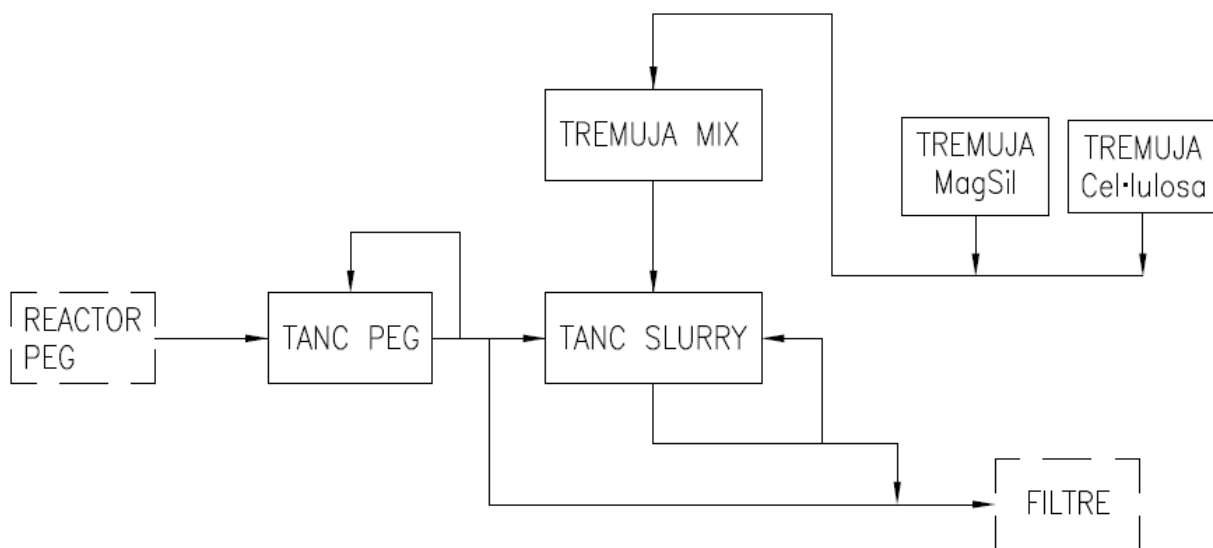 TREMUJA MIX
TREMUJA
MagSil
TREMUJA
Cel·lulosa
REACTOR
PEG
TANC PEG
TANC SLURRY
FILTRE